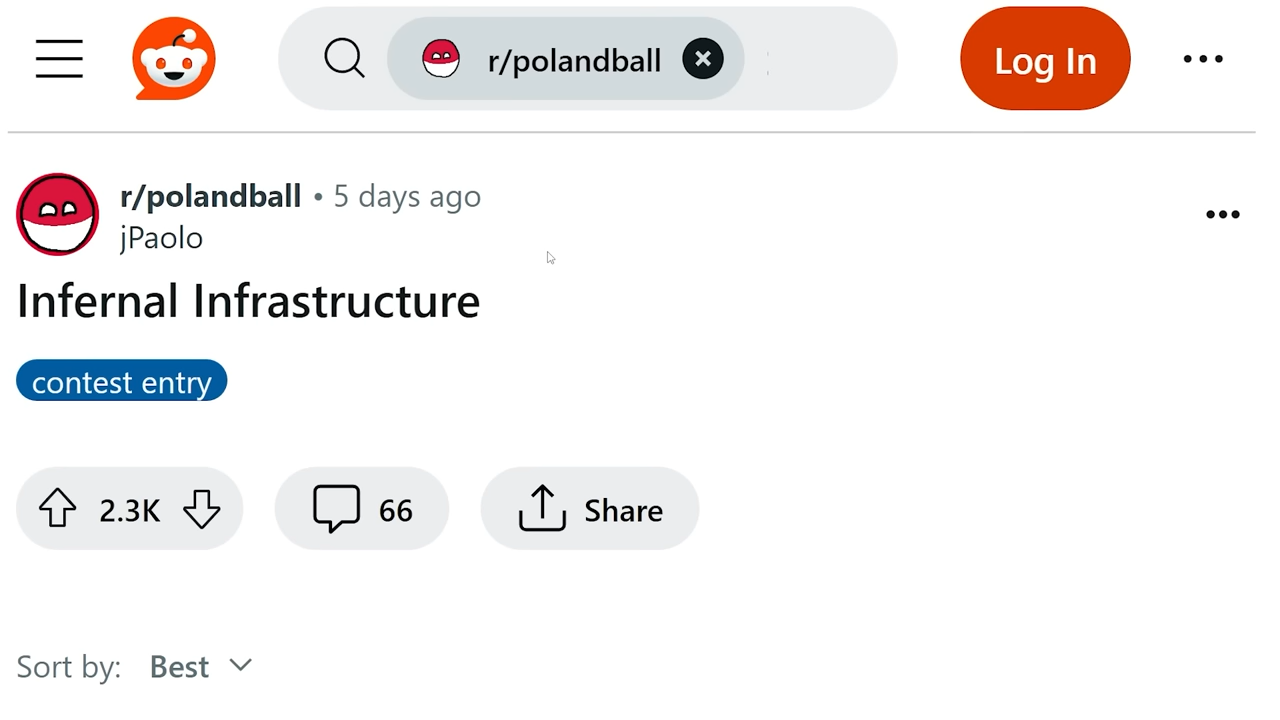 r/polandball
Log In
r/polandball • 5 days ago
jPaolo
Infernal Infrastructure
contest entry
2.3K
66
Share
Sort by: Best